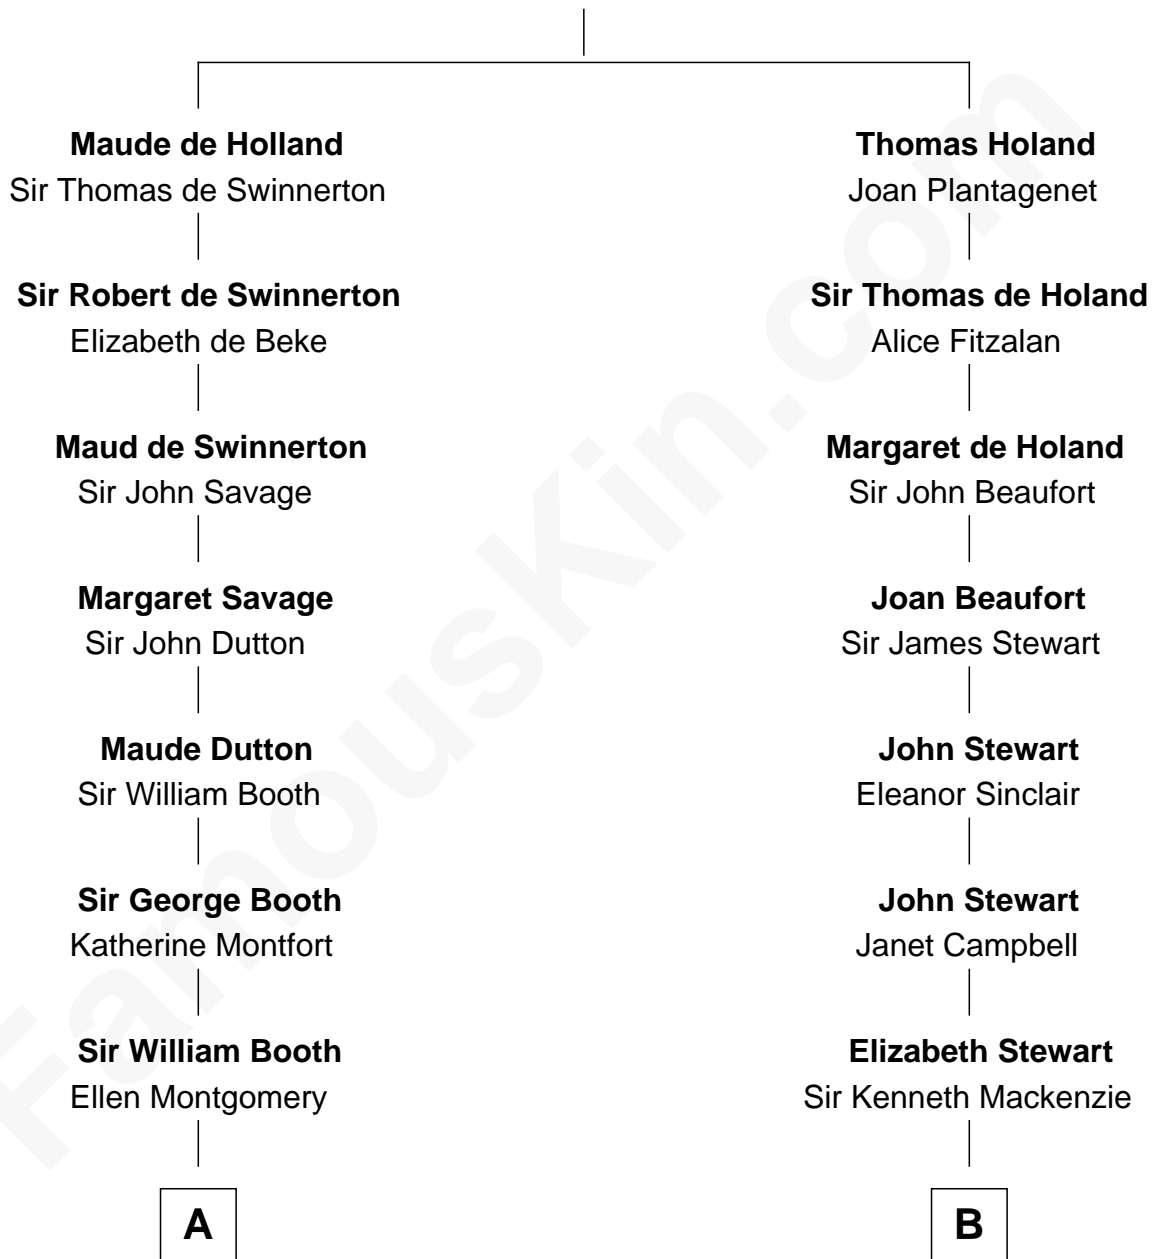 Maude de Holland
Sir Thomas de Swinnerton
Sir Robert de Swinnerton
Elizabeth de Beke
Maud de Swinnerton
Sir John Savage
Margaret Savage
Sir John Dutton
Maude Dutton
Sir William Booth
Sir George Booth
Katherine Montfort
Sir William Booth
Ellen Montgomery
A
Thomas Holand
Joan Plantagenet
Sir Thomas de Holand
Alice Fitzalan
Margaret de Holand
Sir John Beaufort
Joan Beaufort
Sir James Stewart
John Stewart
Eleanor Sinclair
John Stewart
Janet Campbell
Elizabeth Stewart
Sir Kenneth Mackenzie
B
FamousKin.com